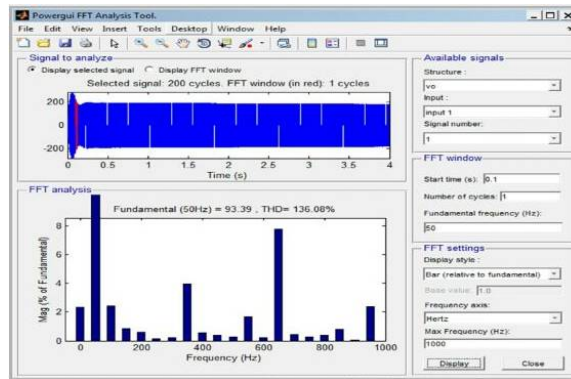 Powergui FFT Analysis Tool.
File Edit View Insert Tools Desktop Window Help
Signal to analyze
Display selected signal Display FFT window
Selected signal: 200 cycles. FFT window (in red): 1 cycles
200
0
-200
0 0.5 1 1.5 2 2.5 3 3.5 4
Time (s)
FFT analysis
Fundamental (50Hz) = 93.39 , THD= 136.08%
Mag (% of Fundamental)
8
6
4
2
0
0 200 400 600 800 1000
Frequency (Hz)
Available signals
Structure :
vo
Input :
input 1
Signal number:
1
FFT window
Start time (s): 0.1
Number of cycles: 1
Fundamental frequency (Hz):
50
FFT settings
Display style :
Bar (relative to fundamental)
Base value: 1.0
Frequency axis:
Hertz
Max Frequency (Hz):
1000
Display Close